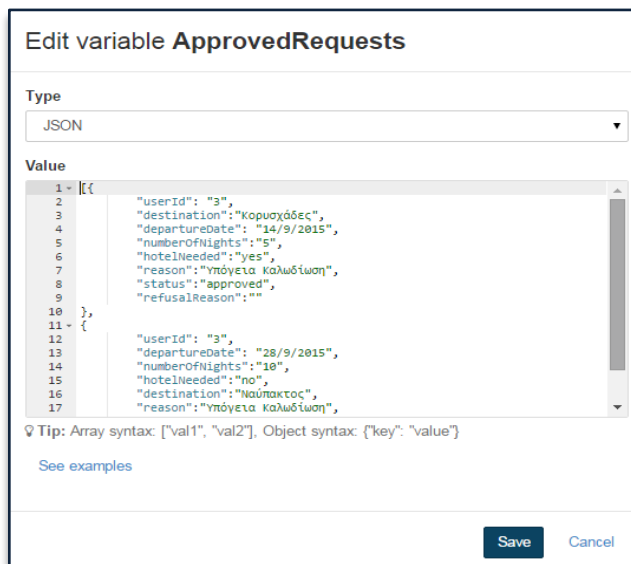 Edit variable ApprovedRequests
Type
JSON
Value
1 [{
2 "userId": "3",
3 "destination":"Κορυσχάδες",
4 "departureDate": "14/9/2015",
5 "numberOfNights":"5",
6 "hotelNeeded":"yes",
7 "reason":"Υπόγεια Καλωδίωση",
8 "status":"approved",
9 "refusalReason":""
10 },
11 {
12 "userId": "3",
13 "departureDate": "28/9/2015",
14 "numberOfNights":"10",
15 "hotelNeeded":"no",
16 "destination":"Ναύπακτος",
17 "reason":"Υπόγεια Καλωδίωση",
Tip: Array syntax: ["val1", "val2"], Object syntax: {"key": "value"}
See examples
Save Cancel